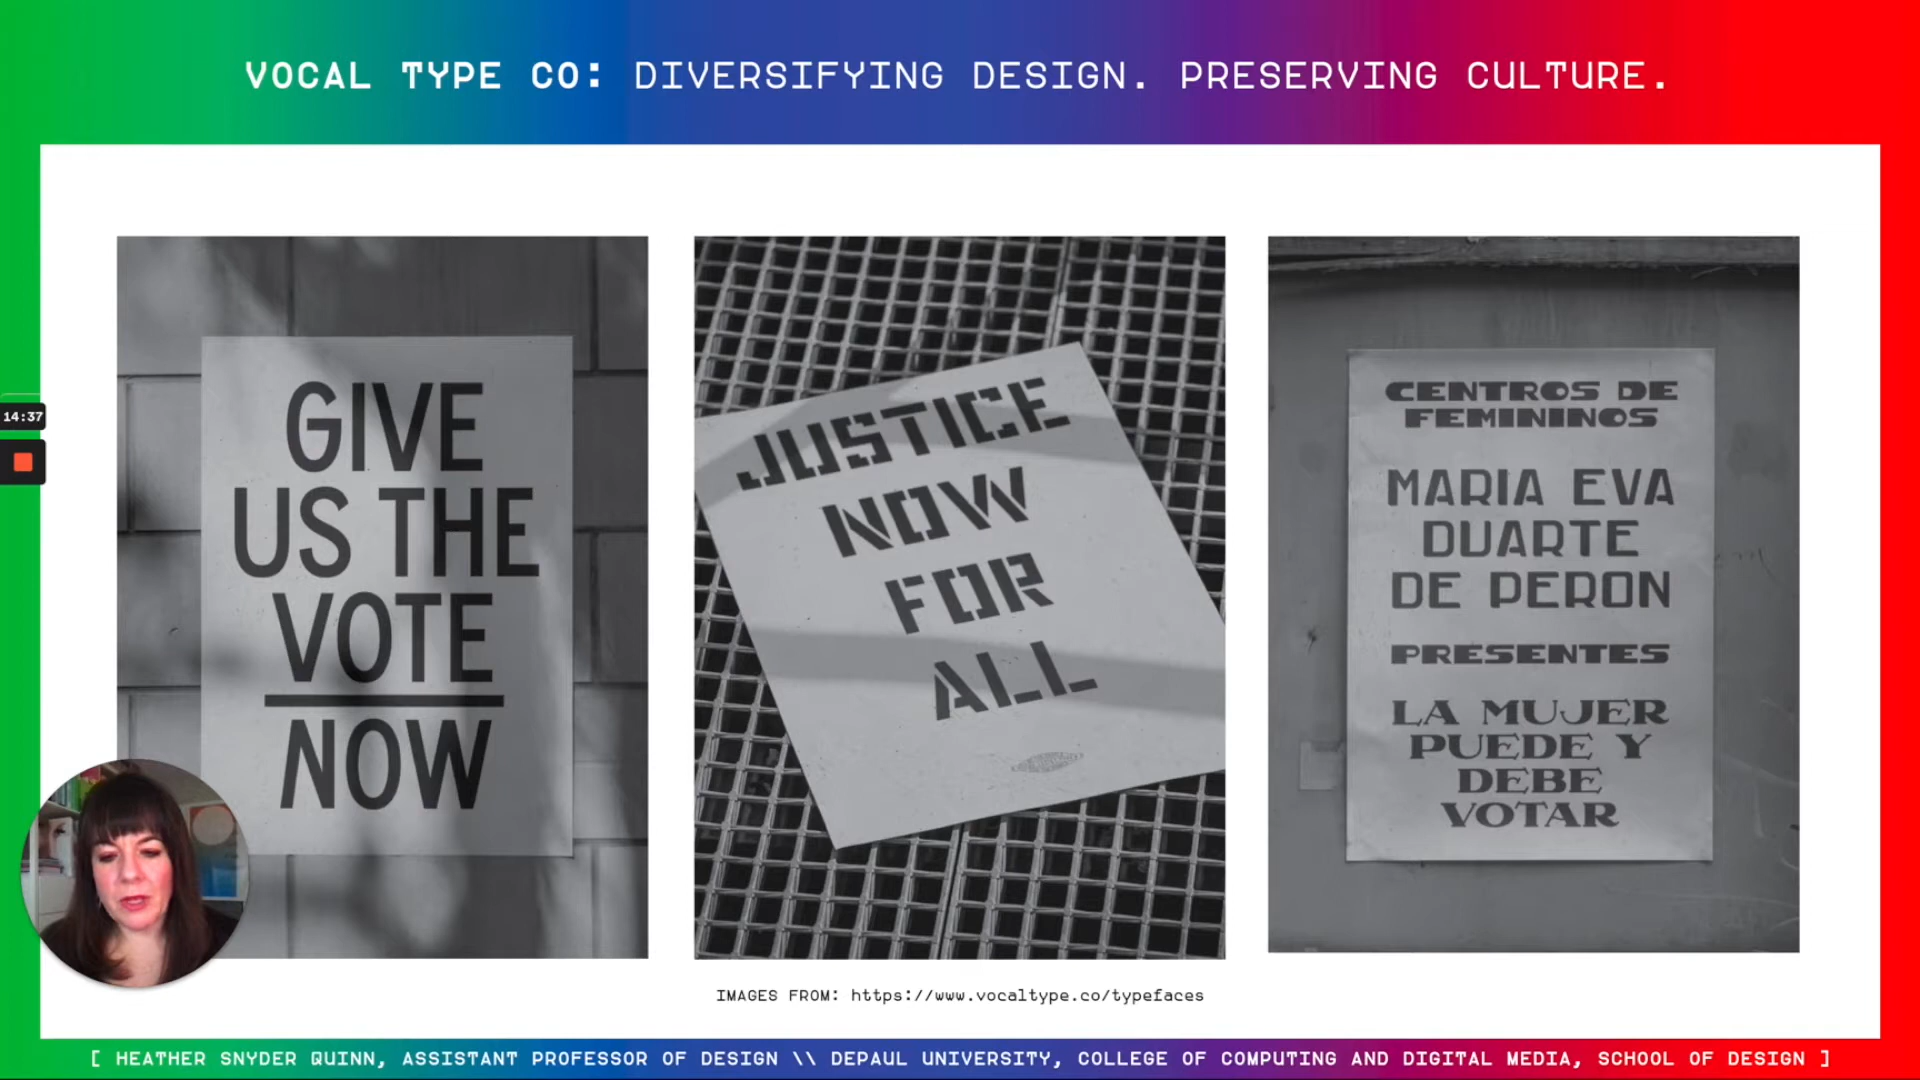 VOCAL TYPE CO: DIVERSIFYING DESIGN. PRESERVING CULTURE.
14:37
GIVE
US THE
VOTE
NOW
JUSTICE
NOW
FOR
ALL
CENTROS DE
FEMININOS
MARIA EVA
DUARTE
DE PERON
PRESENTES
LA MUJER
PUEDE Y
DEBE
VOTAR
IMAGES FROM: https://www.vocaltype.co/typefaces
[ HEATHER SNYDER QUINN, ASSISTANT PROFESSOR OF DESIGN \\ DEPAUL UNIVERSITY, COLLEGE OF COMPUTING AND DIGITAL MEDIA, SCHOOL OF DESIGN ]